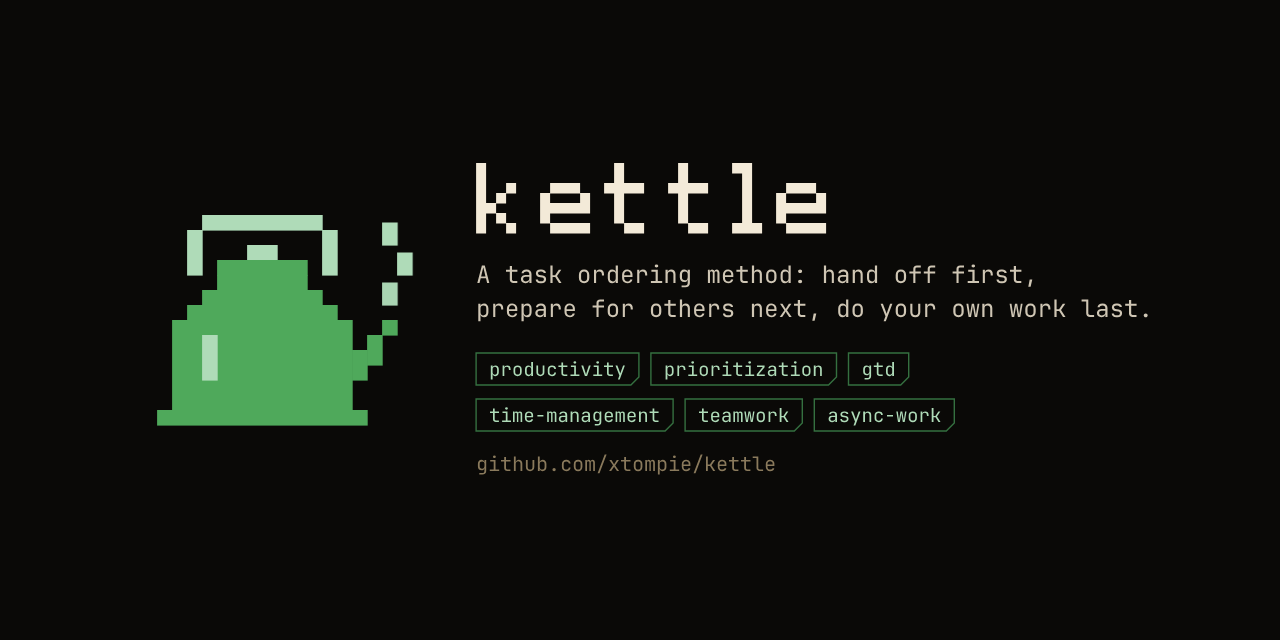 kettle
A task ordering method: hand off first,
prepare for others next, do your own work last.
productivity prioritization gtd
time-management teamwork async-work
github.com/xtompie/kettle